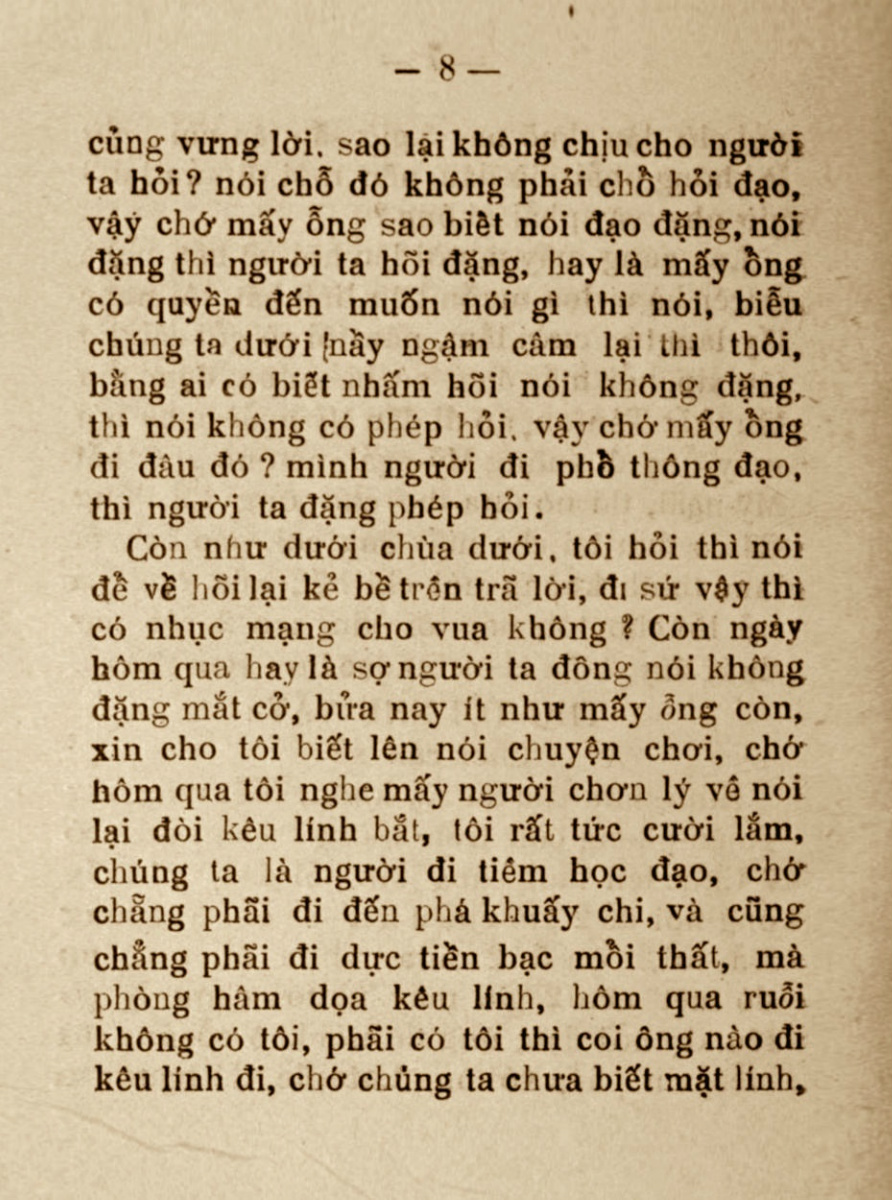 — 8 —
củng vưng lời. sao lại không chịu cho người
ta hỏi? nói chỗ đó không phải chỗ hỏi đạo,
vậy chớ mấy ổng sao biết nói đạo đặng, nói
đặng thì người ta hõi đặng, hay là mấy ồng
có quyền đến muốn nói gì thì nói, biểu
chúng ta dưới nầy ngậm câm lại thì thôi,
bằng ai có biết nhấm hõi nói không đặng,
thì nói không có phép hỏi. vậy chớ mấy ồng
đi đâu đó ? mình người đi phổ thông đạo,
thì người ta đặng phép hỏi.
Còn như dưới chùa dưới, tôi hỏi thì nói
để về hõi lại kẻ bề trên trã lời, đi sứ vậy thì
có nhục mạng cho vua không ? Còn ngày
hôm qua hay là sợ người ta đông nói không
đặng mắt cở, bửa nay ít như mấy ổng còn,
xin cho tôi biết lên nói chuyện chơi, chớ
hôm qua tôi nghe mấy người chơn lý về nói
lại đòi kêu lính bắt, tôi rất tức cười lắm,
chúng ta là người đi tiềm học đạo, chớ
chẵng phãi đi đến phá khuấy chi, và cũng
chẳng phãi đi dực tiền bạc mồi thất, mà
phòng hâm dọa kêu lính, hôm qua ruổi
không có tôi, phãi có tôi thì coi ông nào đi
kêu lính đi, chớ chúng ta chưa biết mặt lính,